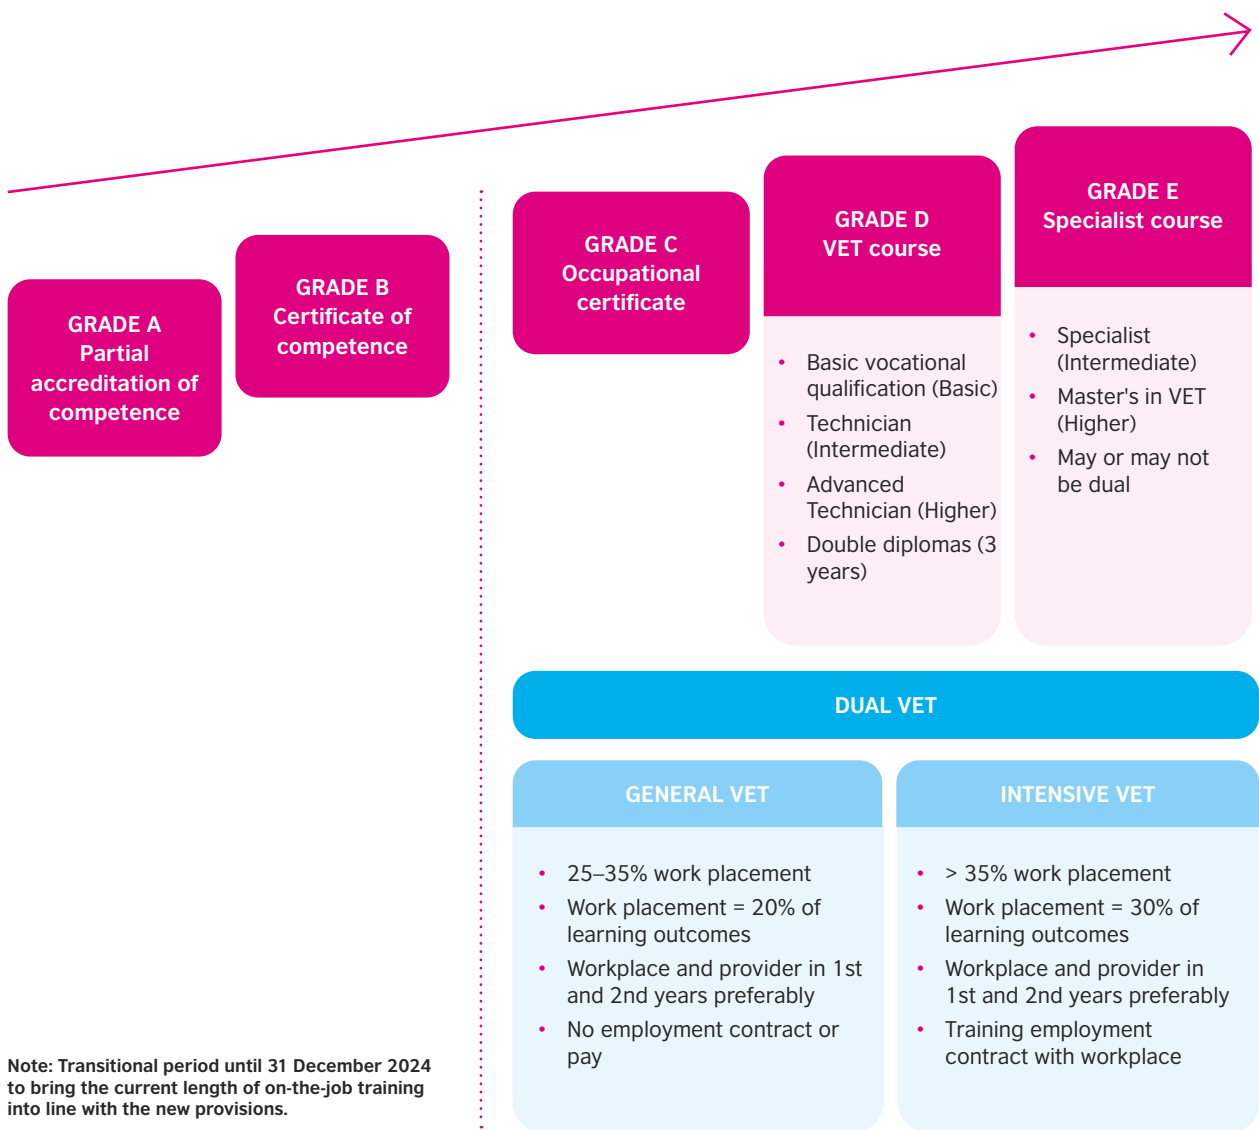 GRADE A
Partial
accreditation of
competence
GRADE B
Certificate of
competence
GRADE C
Occupational
certificate
GRADE D
VET course
• Basic vocational
qualification (Basic)
• Technician
(Intermediate)
• Advanced
Technician (Higher)
• Double diplomas (3
years)
GRADE E
Specialist course
• Specialist
(Intermediate)
• Master's in VET
(Higher)
• May or may not
be dual
DUAL VET
GENERAL VET
• 25–35% work placement
• Work placement = 20% of
learning outcomes
• Workplace and provider in 1st
and 2nd years preferably
• No employment contract or
pay
INTENSIVE VET
• > 35% work placement
• Work placement = 30% of
learning outcomes
• Workplace and provider in
1st and 2nd years preferably
• Training employment
contract with workplace
Note: Transitional period until 31 December 2024
to bring the current length of on-the-job training
into line with the new provisions.